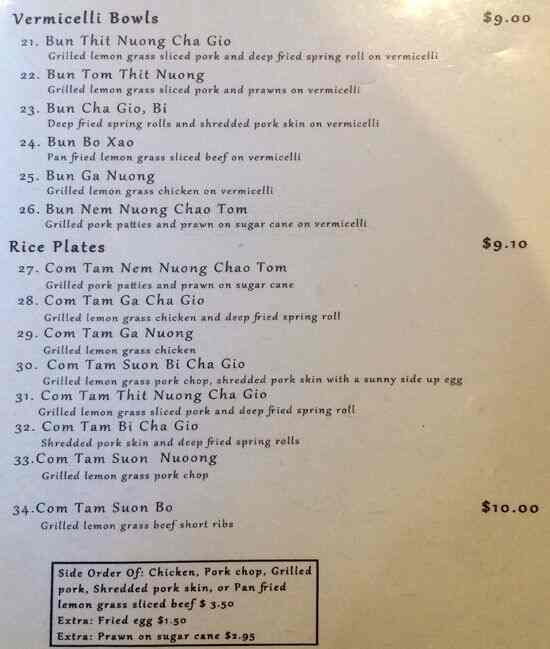 Vermicelli Bowls $9.00
21. Bun Thit Nuong Cha Gio
Grilled lemon grass sliced pork and deep fried spring roll on vermicelli
22. Bun Tom Thit Nuong
Grilled lemon grass sliced pork and prawns on vermicelli
23. Bun Cha Gio, Bi
Deep fried spring rolls and shredded pork skin on vermicelli
24. Bun Bo Xao
Pan fried lemon grass sliced beef on vermicelli
25. Bun Ga Nuong
Grilled lemon grass chicken on vermicelli
26. Bun Nem Nuong Chao Tom
Grilled pork patties and prawn on sugar cane on vermicelli
Rice Plates $9.10
27. Com Tam Nem Nuong Chao Tom
Grilled pork patties and prawn on sugar cane
28. Com Tam Ga Cha Gio
Grilled lemon grass chicken and deep fried spring roll
29. Com Tam Ga Nuong
Grilled lemon grass chicken
30. Com Tam Suon Bi Cha Gio
Grilled lemon grass pork chop, shredded pork skin with a sunny side up egg
31. Com Tam Thit Nuong Cha Gio
Grilled lemon grass sliced pork and deep fried spring roll
32. Com Tam Bi Cha Gio
Shredded pork skin and deep fried spring rolls
33.Com Tam Suon Nuoong
Grilled lemon grass pork chop
34.Com Tam Suon Bo $10.00
Grilled lemon grass beef short ribs
Side Order Of: Chicken, Pork chop, Grilled
pork, Shredded pork skin, or Pan fried
lemon grass sliced beef $ 3.50
Extra: Fried egg $1.50
Extra: Prawn on sugar cane $2.95